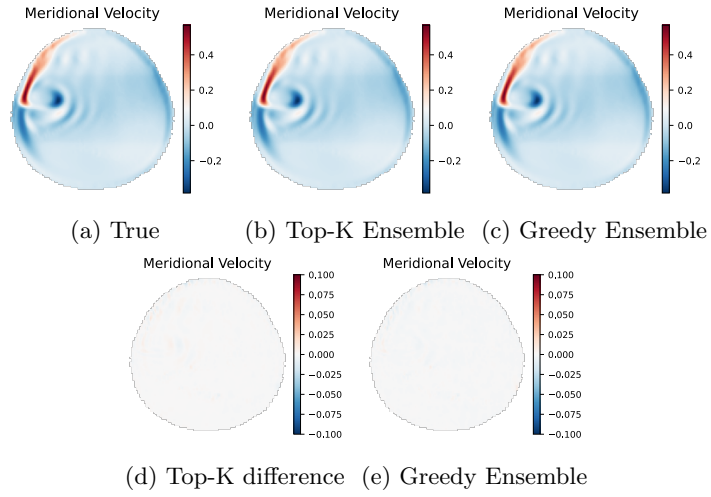 Meridional Velocity Meridional Velocity Meridional Velocity
0.4 0.4 0.4
0.2 0.2 0.2
0.0 0.0 0.0
−0.2 −0.2 −0.2
(a) True (b) Top-K Ensemble (c) Greedy Ensemble
Meridional Velocity Meridional Velocity
0.100 0.100
0.075 0.075
0.050 0.050
0.025 0.025
0.000 0.000
−0.025 −0.025
−0.050 −0.050
−0.075 −0.075
−0.100 −0.100
(d) Top-K difference (e) Greedy Ensemble